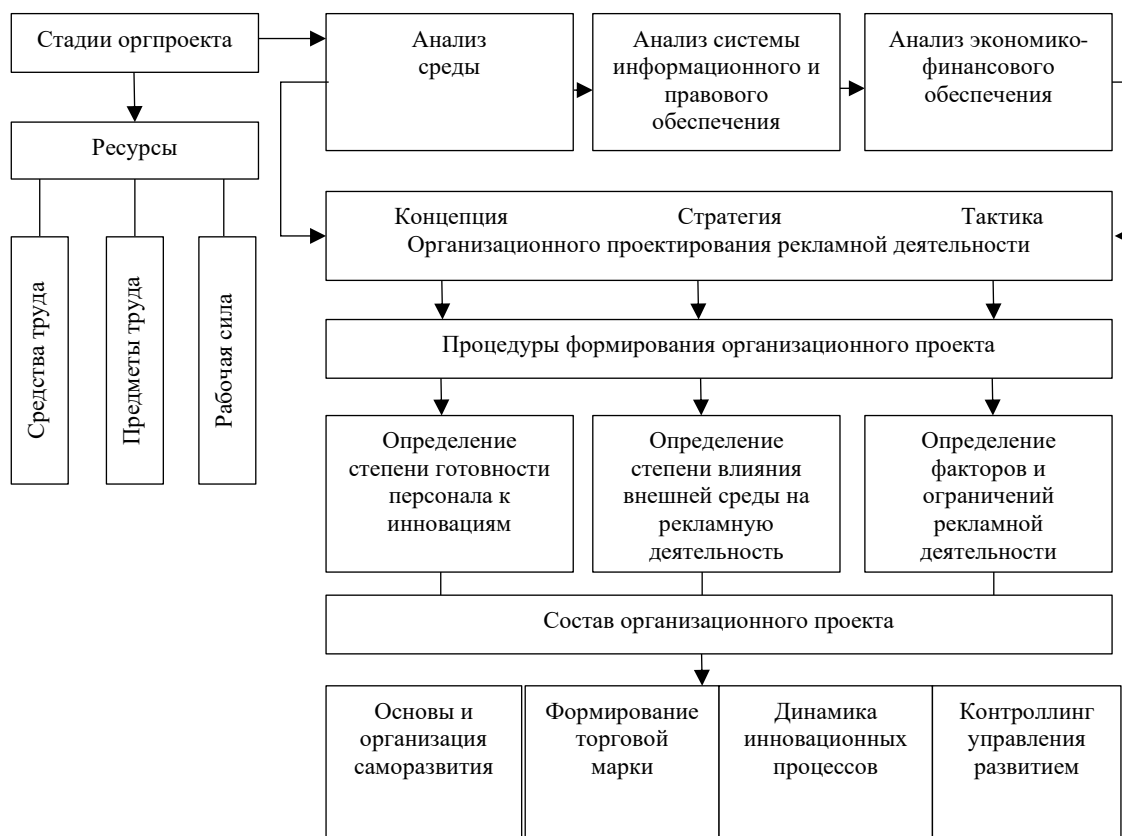 Стадии оргпроекта
Анализ
среды
Анализ системы
информационного и
правового
обеспечения
Анализ экономико-
финансового
обеспечения
Ресурсы
Средства труда
Предметы труда
Рабочая сила
Концепция Стратегия Тактика
Организационного проектирования рекламной деятельности
Процедуры формирования организационного проекта
Определение
степени готовности
персонала к
инновациям
Определение
степени влияния
внешней среды на
рекламную
деятельность
Определение
факторов и
ограничений
рекламной
деятельности
Состав организационного проекта
Основы и
организация
саморазвития
Формирование
торговой
марки
Динамика
инновационных
процессов
Контроллинг
управления
развитием